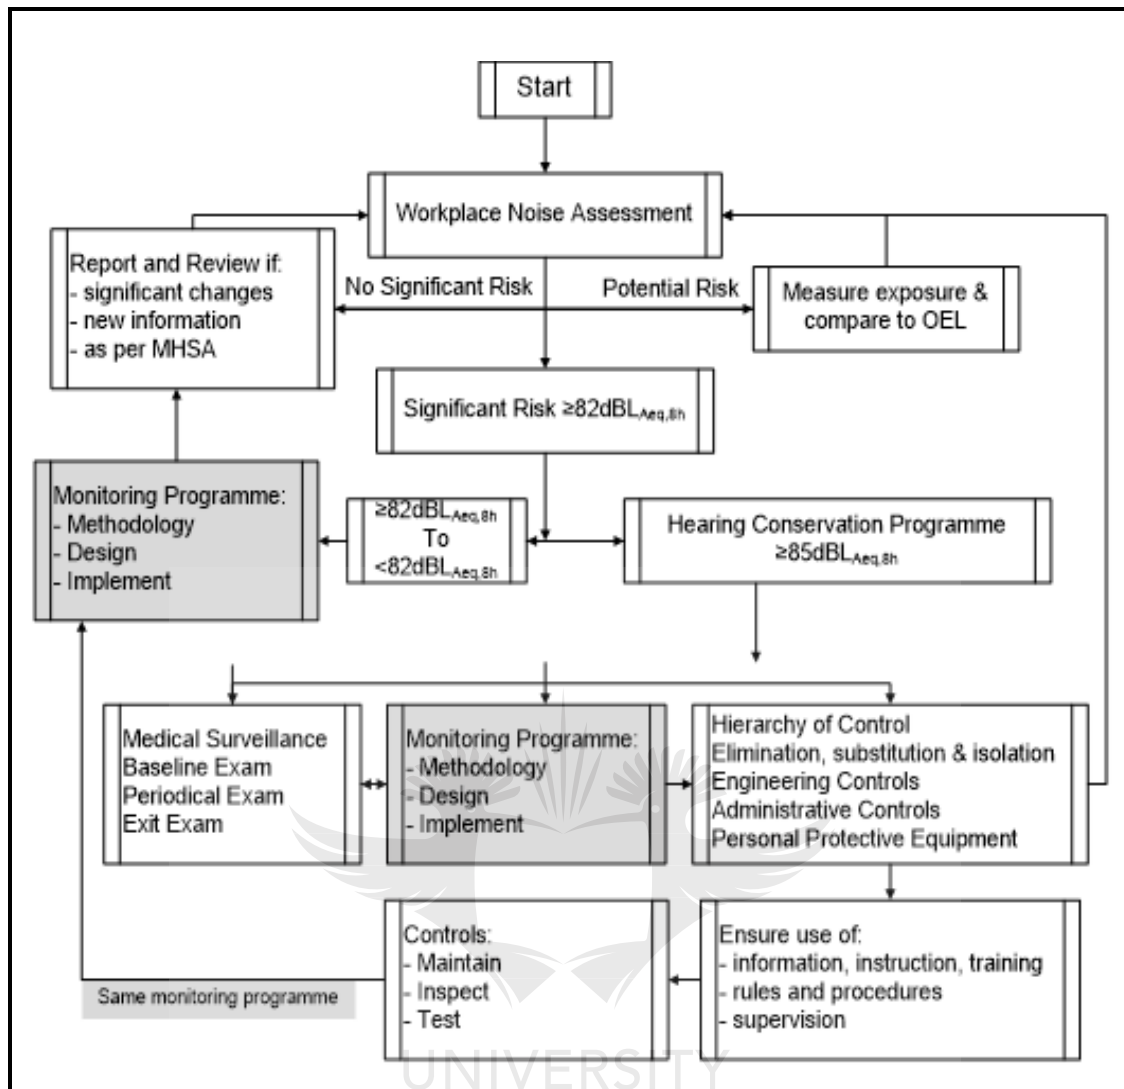 Start
Workplace Noise Assessment
Report and Review if:
- significant changes
- new information
- as per MHSA
No Significant Risk
Potential Risk
Measure exposure &
compare to OEL
Significant Risk ≥82dBL_Aeq,8h
Monitoring Programme:
- Methodology
- Design
- Implement
≥82dBL_Aeq,8h
To
<82dBL_Aeq,8h
Hearing Conservation Programme
≥85dBL_Aeq,8h
Medical Surveillance
Baseline Exam
Periodical Exam
Exit Exam
Monitoring Programme:
- Methodology
- Design
- Implement
Hierarchy of Control
Elimination, substitution & isolation
Engineering Controls
Administrative Controls
Personal Protective Equipment
Controls:
- Maintain
- Inspect
- Test
Ensure use of:
- information, instruction, training
- rules and procedures
- supervision
Same monitoring programme
UNIVERSITY